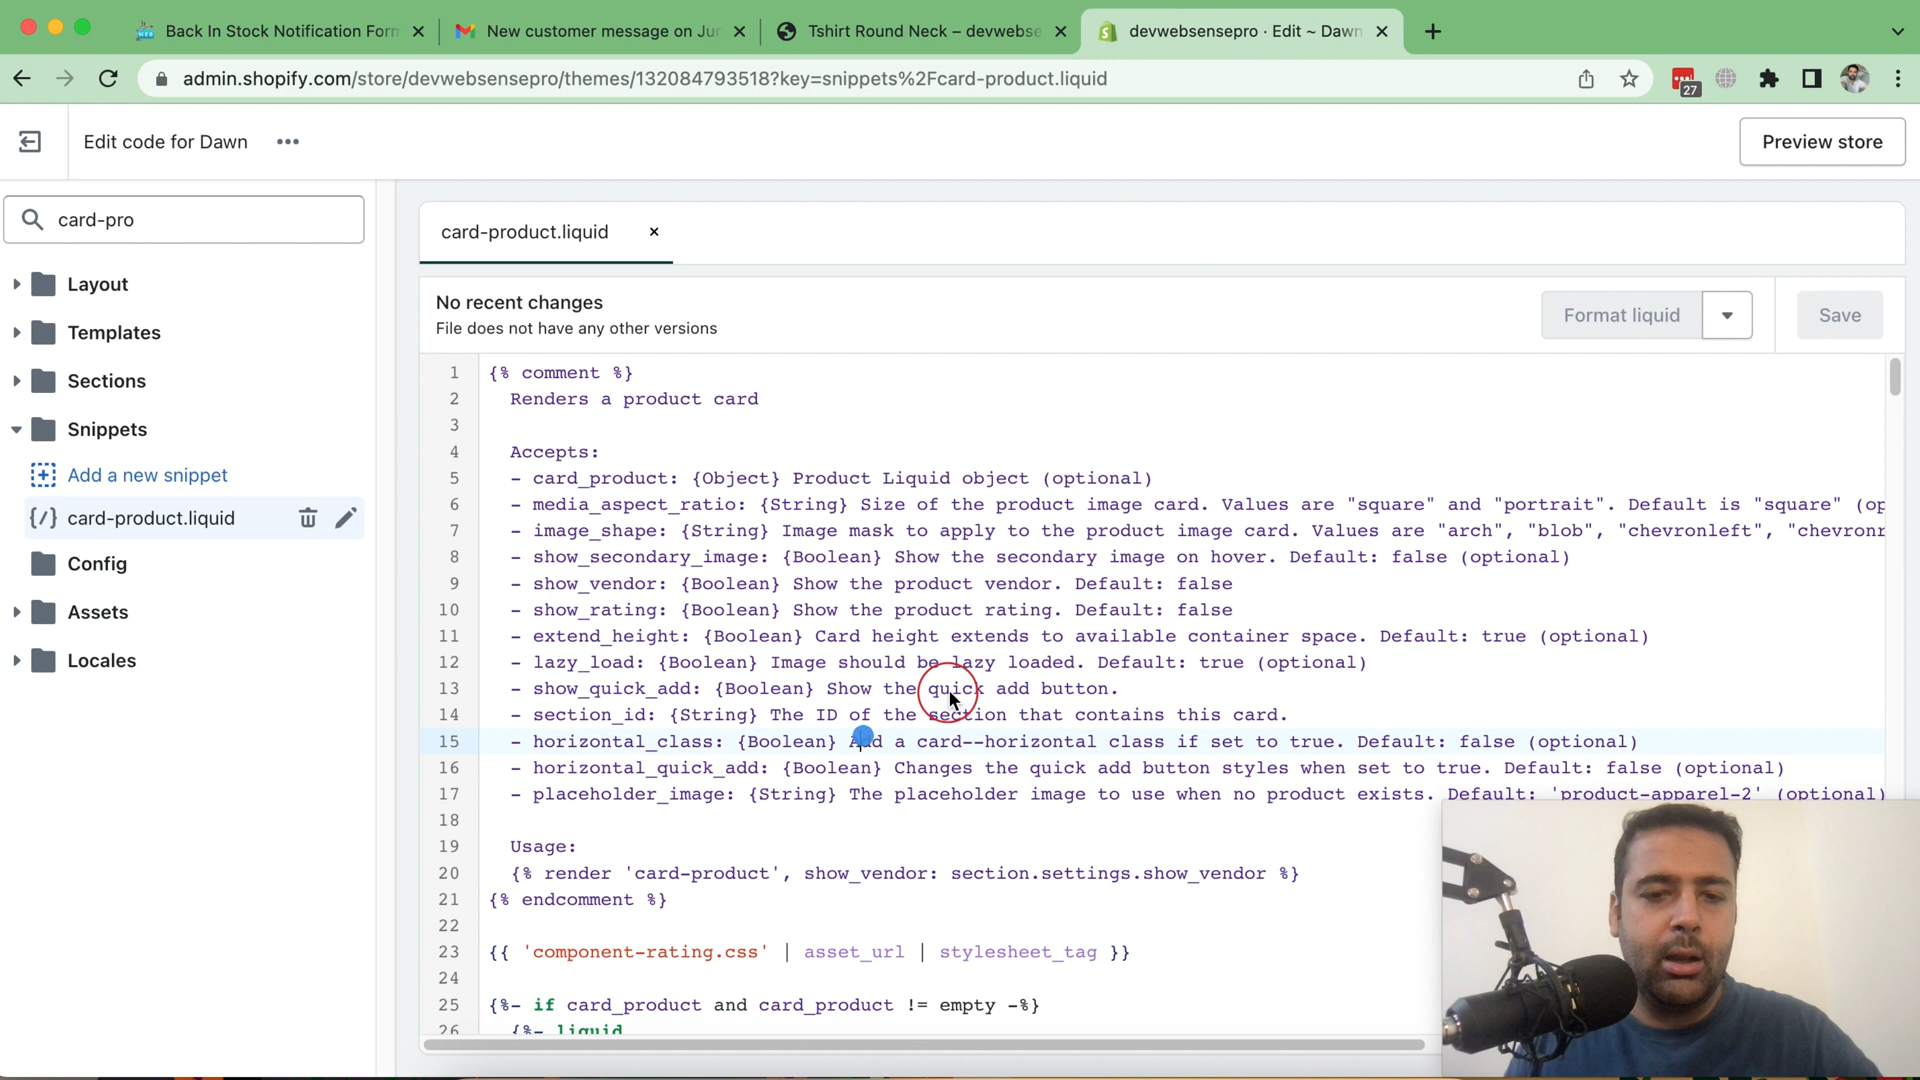 Back In Stock Notification Form
New customer message on Jun
Tshirt Round Neck – devwebse
devwebsensepro · Edit ~ Dawn
admin.shopify.com/store/devwebsensepro/themes/132084793518?key=snippets%2Fcard-product.liquid
27
Edit code for Dawn
Preview store
card-pro
Layout
Templates
Sections
Snippets
Add a new snippet
{/} card-product.liquid
Config
Assets
Locales
card-product.liquid
No recent changes
File does not have any other versions
Format liquid
Save
1 {% comment %}
2 Renders a product card
3
4 Accepts:
5 - card_product: {Object} Product Liquid object (optional)
6 - media_aspect_ratio: {String} Size of the product image card. Values are "square" and "portrait". Default is "square" (op
7 - image_shape: {String} Image mask to apply to the product image card. Values are "arch", "blob", "chevronleft", "chevronr
8 - show_secondary_image: {Boolean} Show the secondary image on hover. Default: false (optional)
9 - show_vendor: {Boolean} Show the product vendor. Default: false
10 - show_rating: {Boolean} Show the product rating. Default: false
11 - extend_height: {Boolean} Card height extends to available container space. Default: true (optional)
12 - lazy_load: {Boolean} Image should be lazy loaded. Default: true (optional)
13 - show_quick_add: {Boolean} Show the quick add button.
14 - section_id: {String} The ID of the section that contains this card.
15 - horizontal_class: {Boolean} Add a card--horizontal class if set to true. Default: false (optional)
16 - horizontal_quick_add: {Boolean} Changes the quick add button styles when set to true. Default: false (optional)
17 - placeholder_image: {String} The placeholder image to use when no product exists. Default: 'product-apparel-2' (optional)
18
19 Usage:
20 {% render 'card-product', show_vendor: section.settings.show_vendor %}
21 {% endcomment %}
22
23 {{ 'component-rating.css' | asset_url | stylesheet_tag }}
24
25 {%- if card_product and card_product != empty -%}
26 {%- liquid